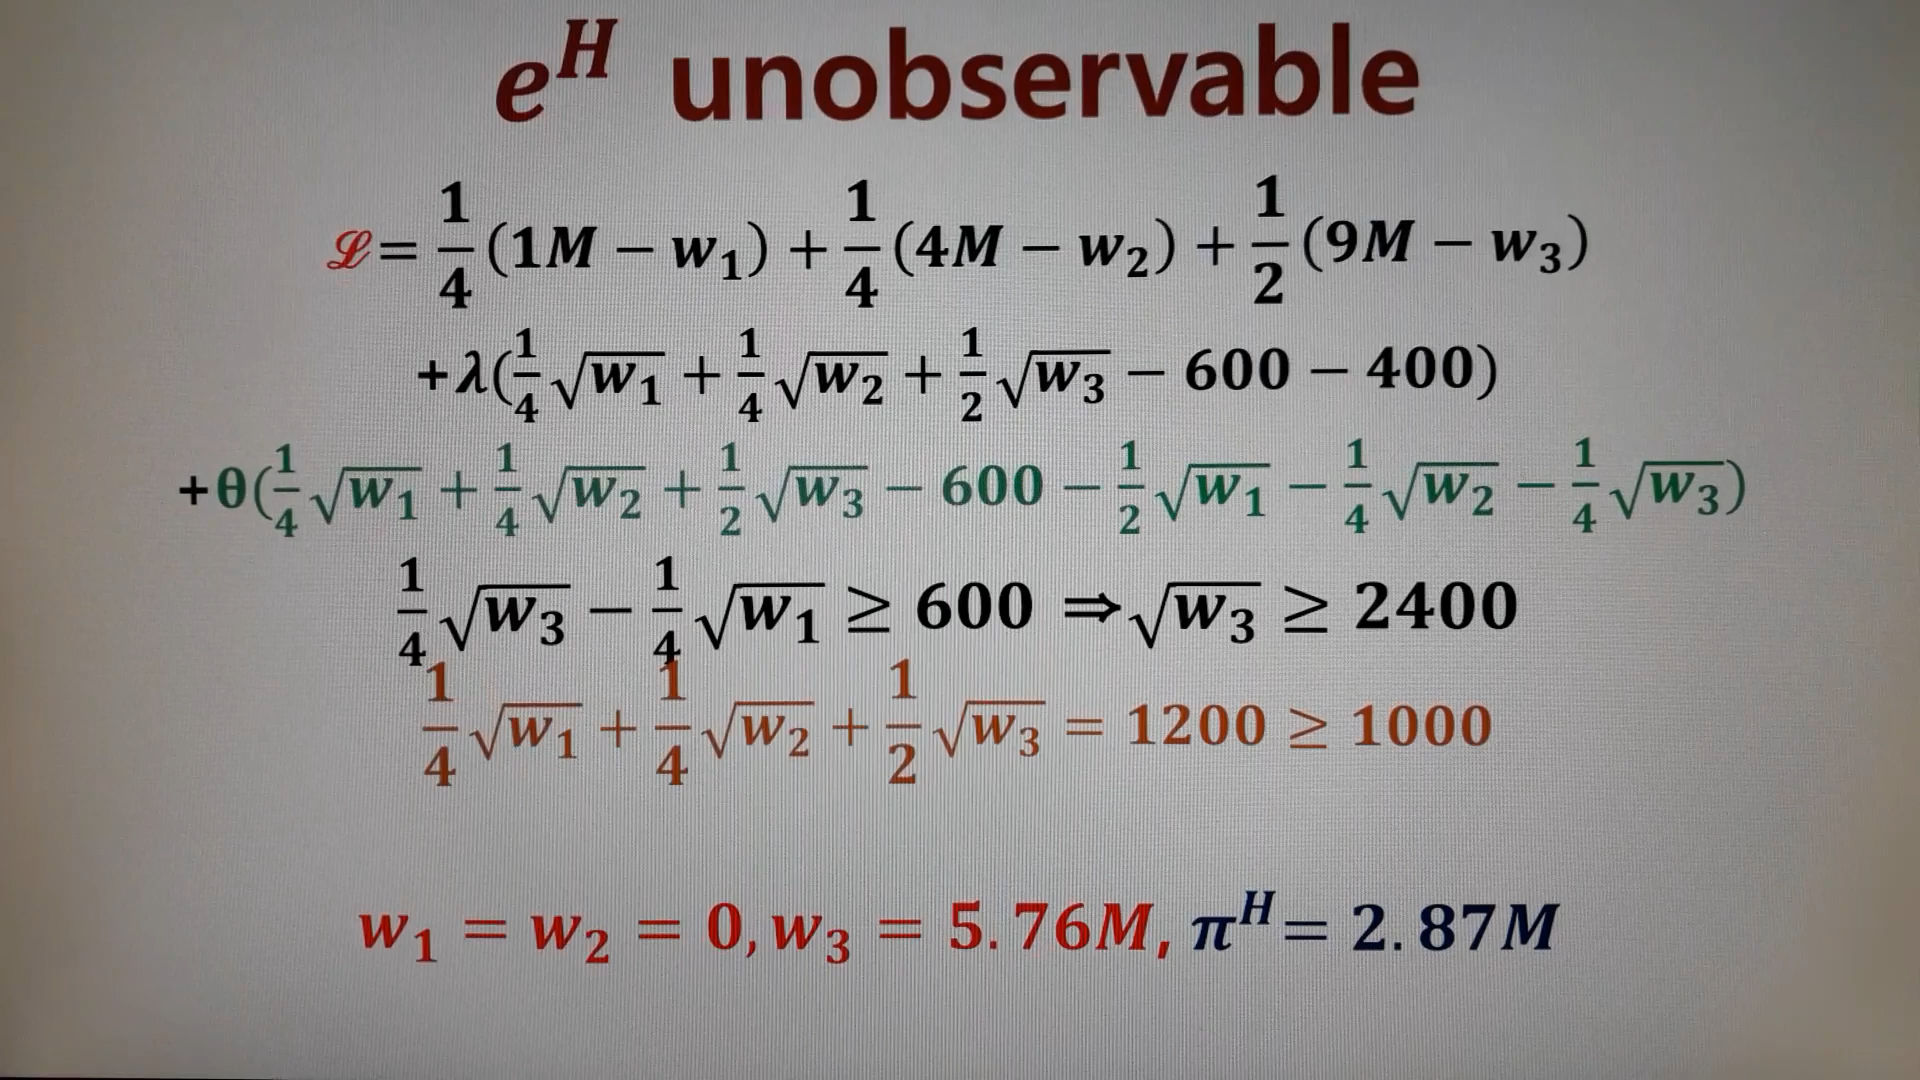 e^H unobservable
ℒ = 1/4 (1M − w₁) + 1/4 (4M − w₂) + 1/2 (9M − w₃)
+λ(1/4 √w₁ + 1/4 √w₂ + 1/2 √w₃ − 600 − 400)
+θ(1/4 √w₁ + 1/4 √w₂ + 1/2 √w₃ − 600 − 1/2 √w₁ − 1/4 √w₂ − 1/4 √w₃)
1/4 √w₃ − 1/4 √w₁ ≥ 600 ⇒ √w₃ ≥ 2400
1/4 √w₁ + 1/4 √w₂ + 1/2 √w₃ = 1200 ≥ 1000
w₁ = w₂ = 0, w₃ = 5.76M, π^H = 2.87M